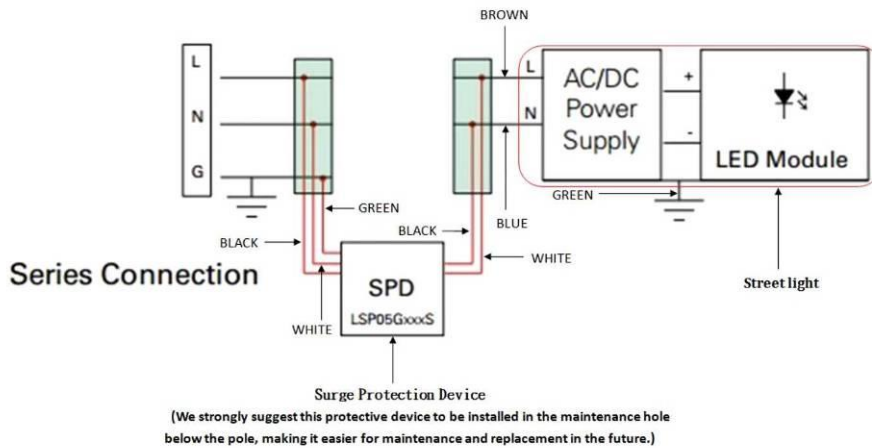 BROWN
L
N
G
L
N
AC/DC
Power
Supply
+
-
LED Module
GREEN
BLACK
WHITE
BLACK
BLUE
GREEN
WHITE
Street light
Series Connection
SPD
LSP05GxxxS
Surge Protection Device
(We strongly suggest this protective device to be installed in the maintenance hole
below the pole, making it easier for maintenance and replacement in the future.)